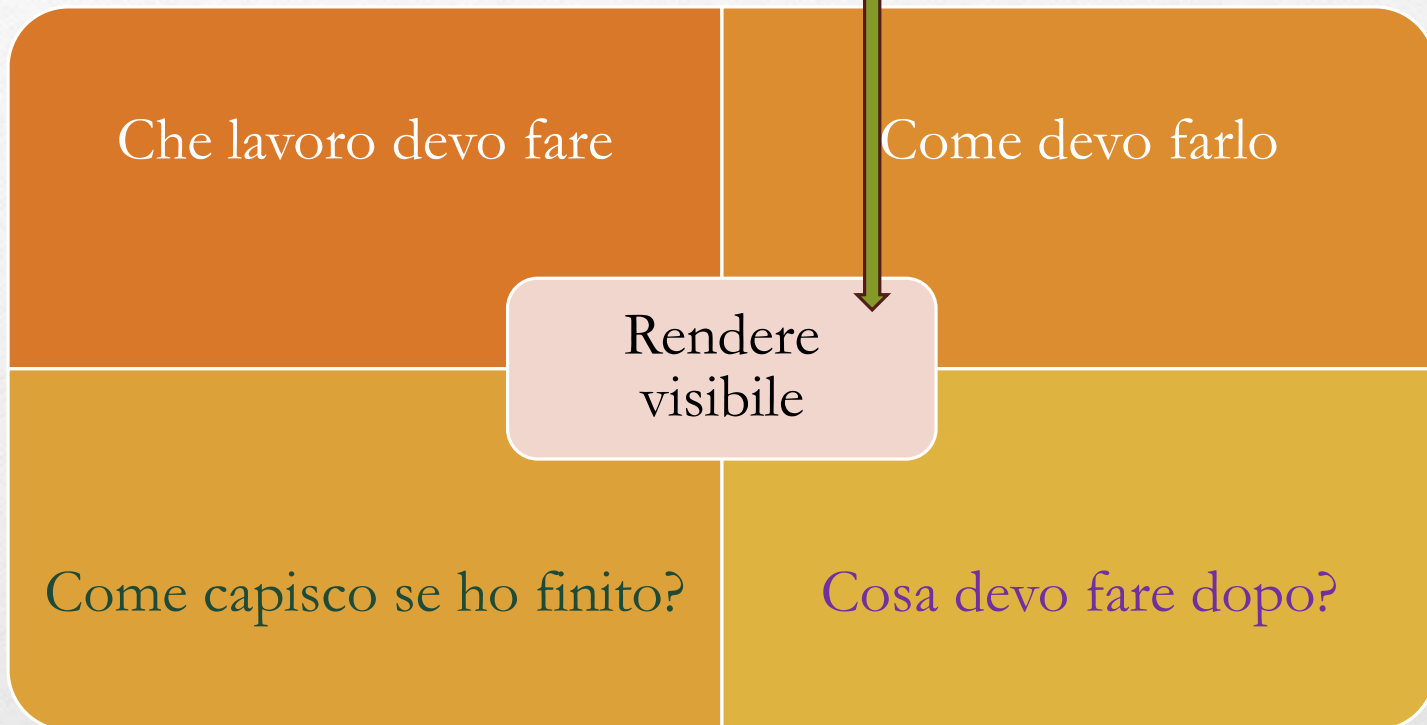 Che lavoro devo fare
Come devo farlo
Rendere
visibile
Come capisco se ho finito?
Cosa devo fare dopo?